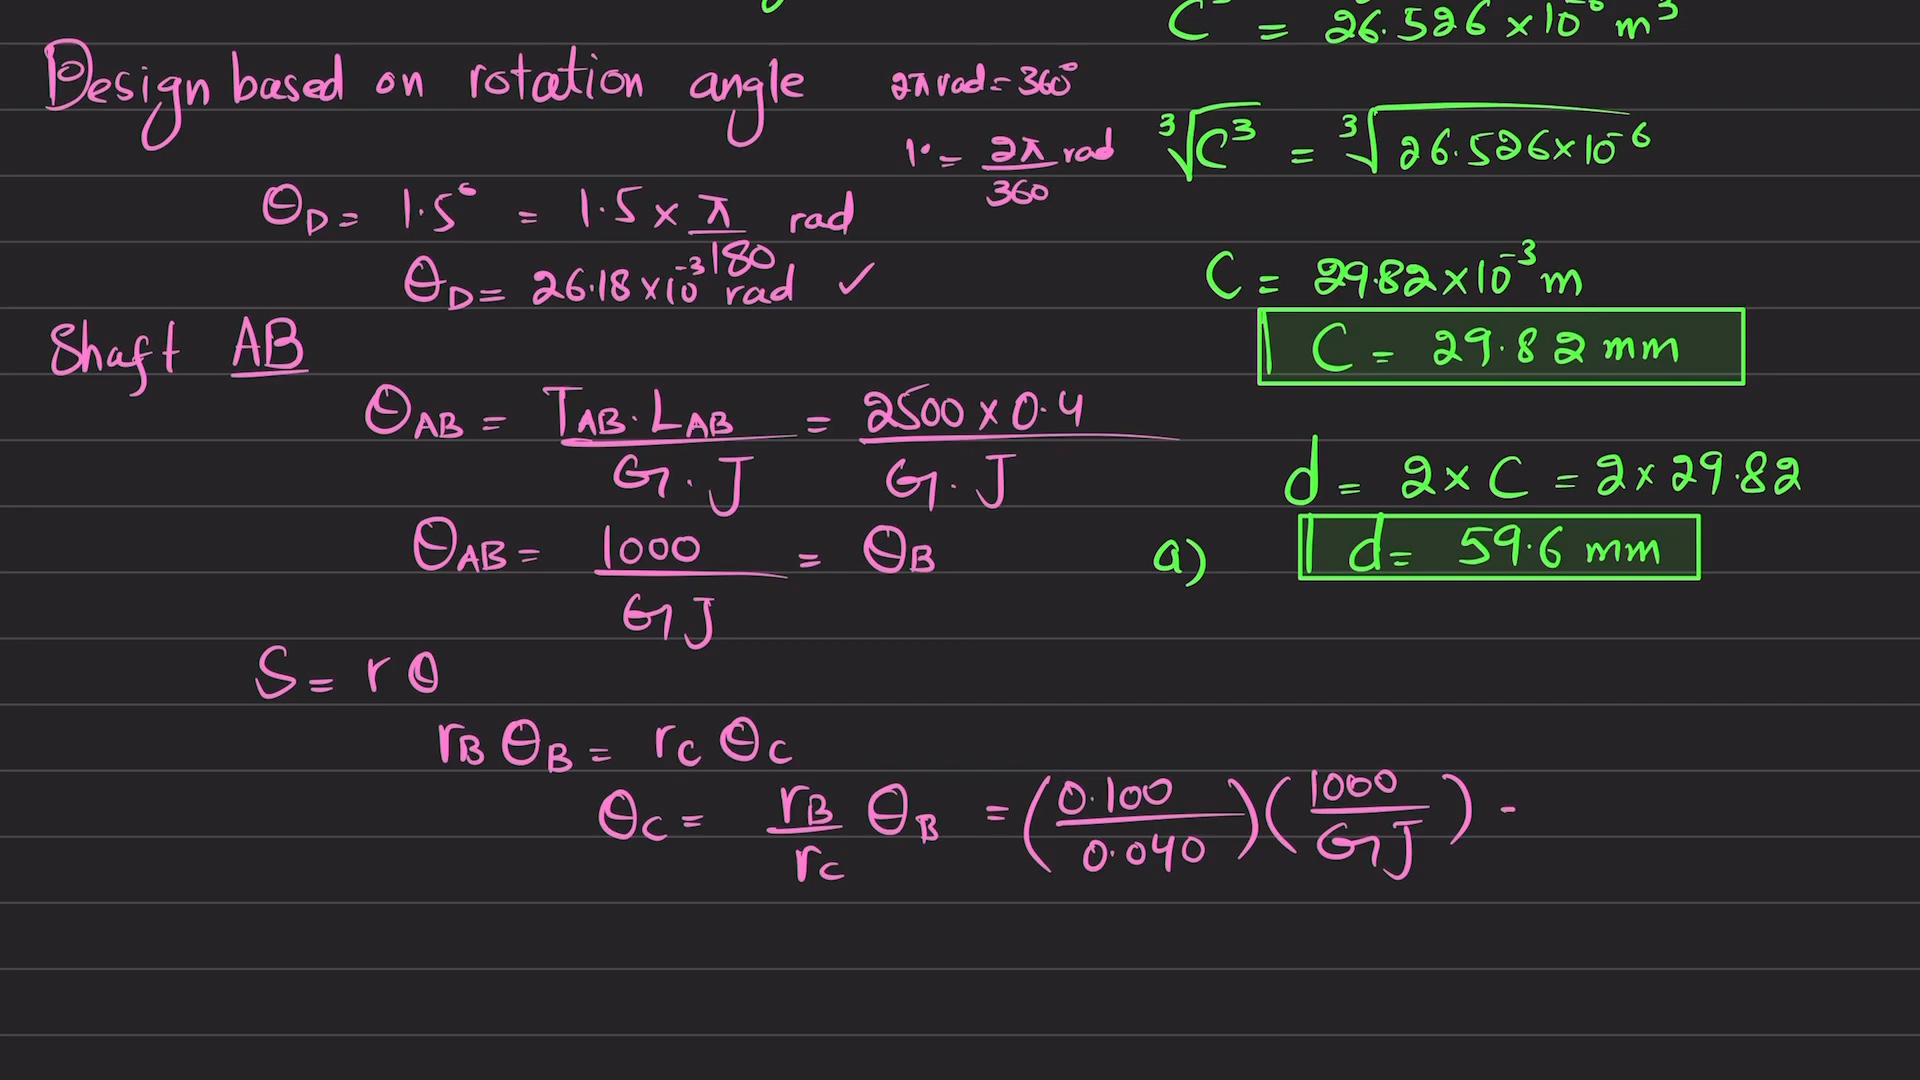 Design based on rotation angle 2π rad = 360°
1° = 2π/360 rad
θD = 1.5° = 1.5 × π/180 rad
θD = 26.18 × 10⁻³ rad ✓
Shaft AB
θAB = TAB · LAB / G · J = 2500 × 0.4 / G · J
θAB = 1000 / GJ = θB
S = r θ
rB θB = rC θC
θC = rB/rC θB = (0.100/0.040)(1000/GJ) -
C³ = 26.526 × 10⁻⁶ m³
³√C³ = ³√26.526 × 10⁻⁶
C = 29.82 × 10⁻³ m
C = 29.82 mm
d = 2 × C = 2 × 29.82
a) d = 59.6 mm